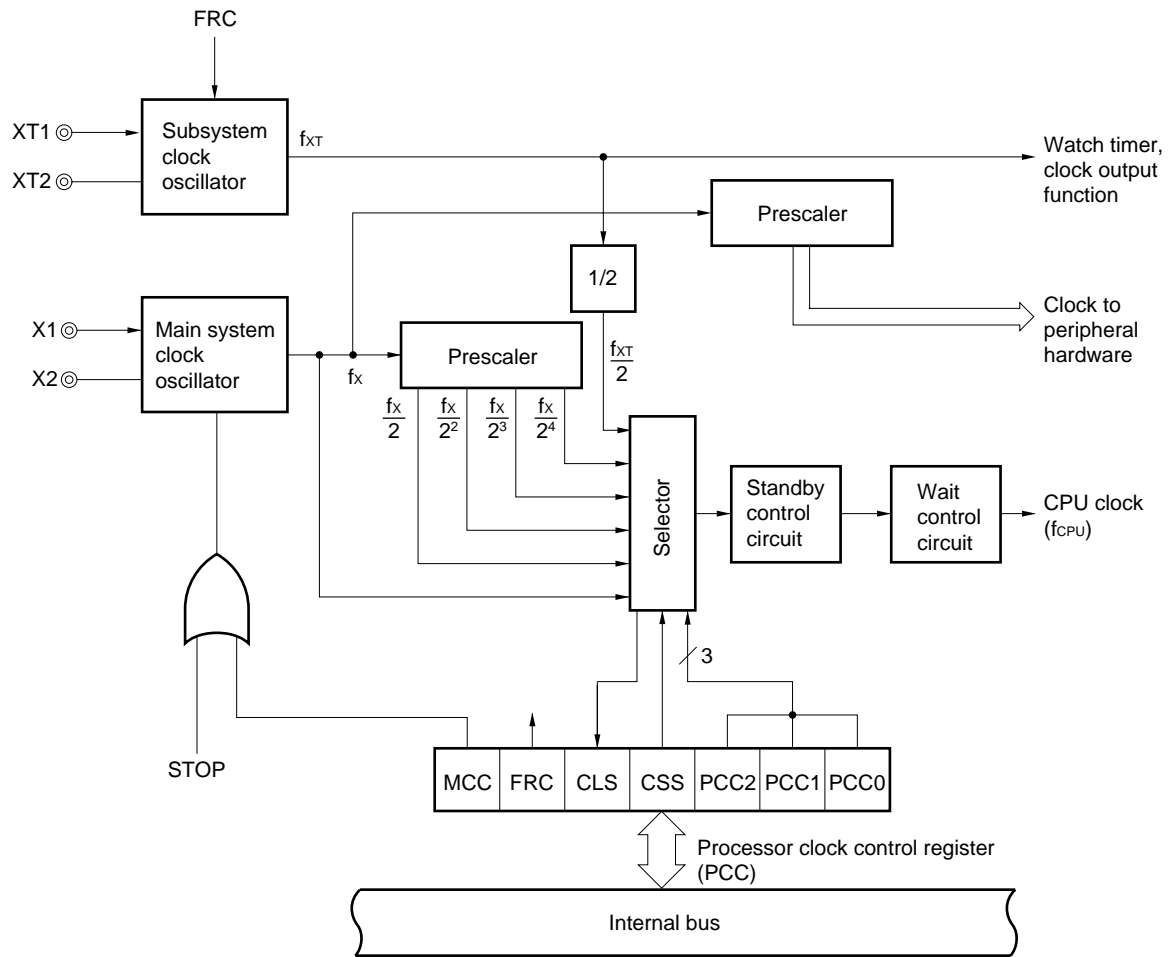 FRC
XT1
XT2
Subsystem
clock
oscillator
fXT
Watch timer,
clock output
function
Prescaler
1/2
X1
X2
Main system
clock
oscillator
fX
Prescaler
fXT
2
Clock to
peripheral
hardware
fX
2
fX
2²
fX
2³
fX
2⁴
Selector
Standby
control
circuit
Wait
control
circuit
CPU clock
(fCPU)
3
STOP
MCC
FRC
CLS
CSS
PCC2
PCC1
PCC0
Processor clock control register
(PCC)
Internal bus